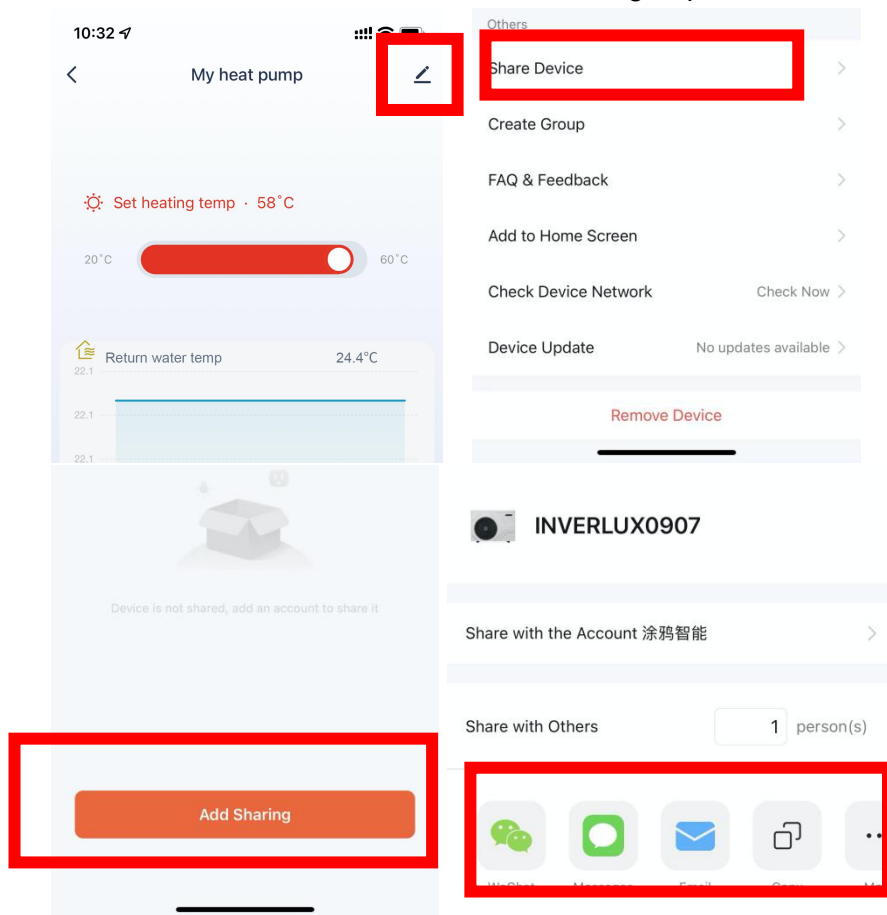 10:32
My heat pump
Set heating temp · 58°C
20°C
60°C
Return water temp 24.4°C
22.1
22.1
22.1
Others
Share Device
Create Group
FAQ & Feedback
Add to Home Screen
Check Device Network Check Now
Device Update No updates available
Remove Device
Device is not shared, add an account to share it
Add Sharing
INVERLUX0907
Share with the Account 涂鸦智能
Share with Others 1 person(s)